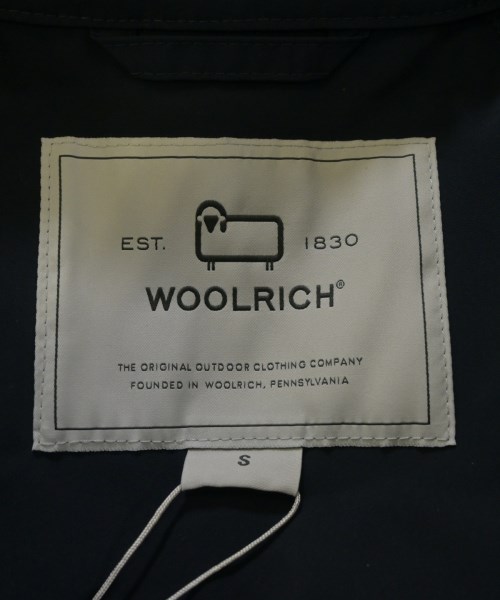 EST. 1830
WOOLRICH®
THE ORIGINAL OUTDOOR CLOTHING COMPANY
FOUNDED IN WOOLRICH, PENNSYLVANIA
S